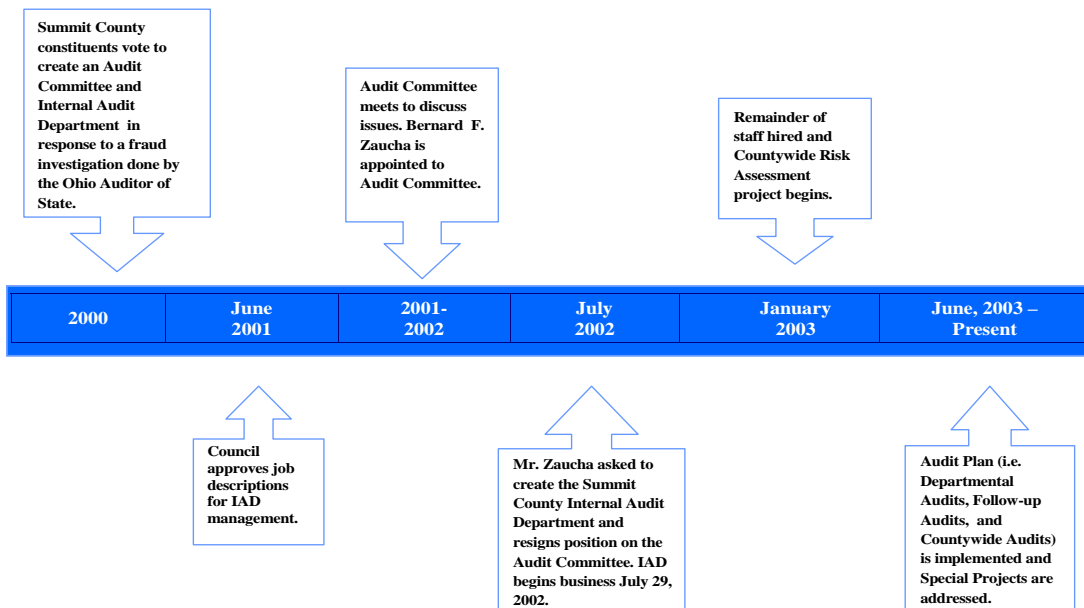 Summit County
constituents vote to
create an Audit
Committee and
Internal Audit
Department in
response to a fraud
investigation done by
the Ohio Auditor of
State.
Audit Committee
meets to discuss
issues. Bernard F.
Zaucha is
appointed to
Audit Committee.
Remainder of
staff hired and
Countywide Risk
Assessment
project begins.
2000
June
2001
2001-
2002
July
2002
January
2003
June, 2003 –
Present
Council
approves job
descriptions
for IAD
management.
Mr. Zaucha asked to
create the Summit
County Internal Audit
Department and
resigns position on the
Audit Committee. IAD
begins business July 29,
2002.
Audit Plan (i.e.
Departmental
Audits, Follow-up
Audits, and
Countywide Audits)
is implemented and
Special Projects are
addressed.